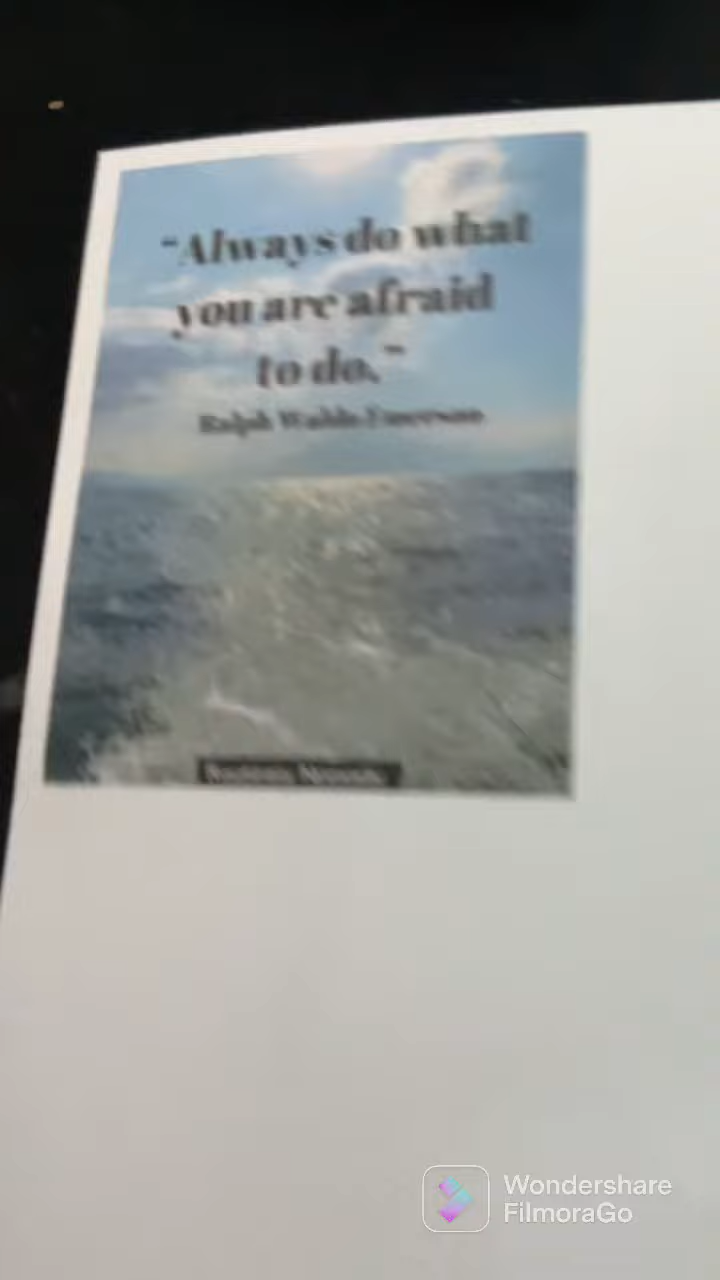 “Always do what
you are afraid
to do.”
Ralph Waldo Emerson
Wondershare
FilmoraGo